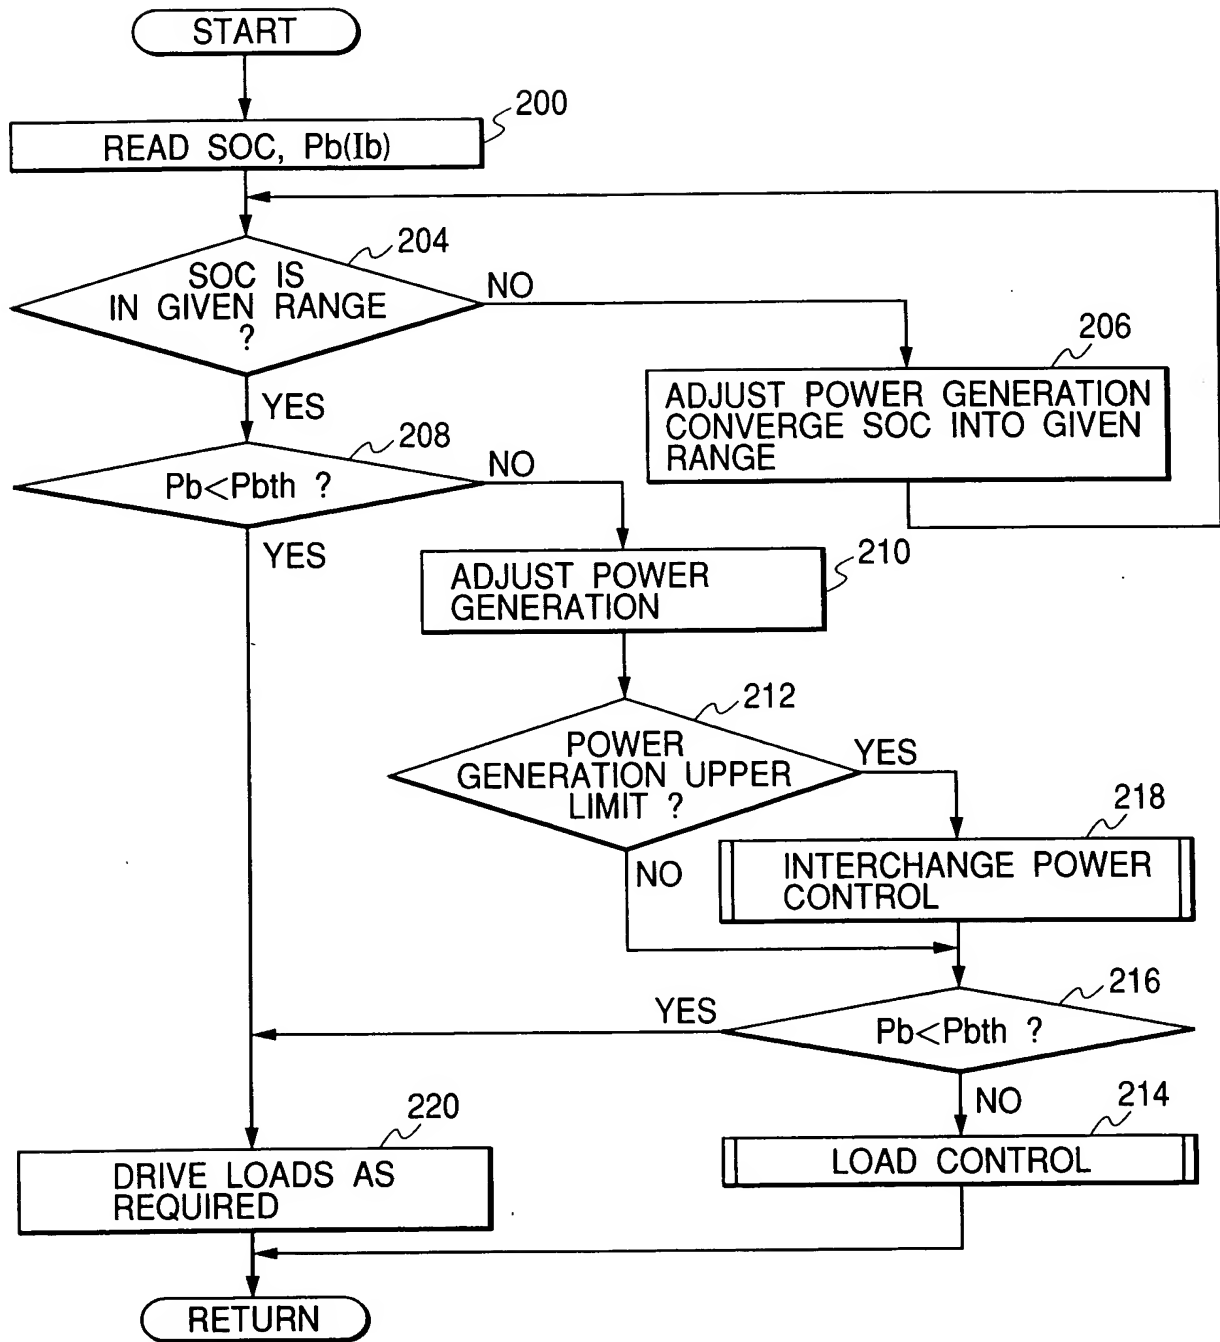 START
200
READ SOC, Pb(Ib)
204
SOC IS
IN GIVEN RANGE
?
NO
YES
206
ADJUST POWER GENERATION
CONVERGE SOC INTO GIVEN
RANGE
208
Pb<Pbth ?
NO
YES
210
ADJUST POWER
GENERATION
212
POWER
GENERATION UPPER
LIMIT ?
YES
NO
218
INTERCHANGE POWER
CONTROL
216
Pb<Pbth ?
YES
NO
214
LOAD CONTROL
220
DRIVE LOADS AS
REQUIRED
RETURN